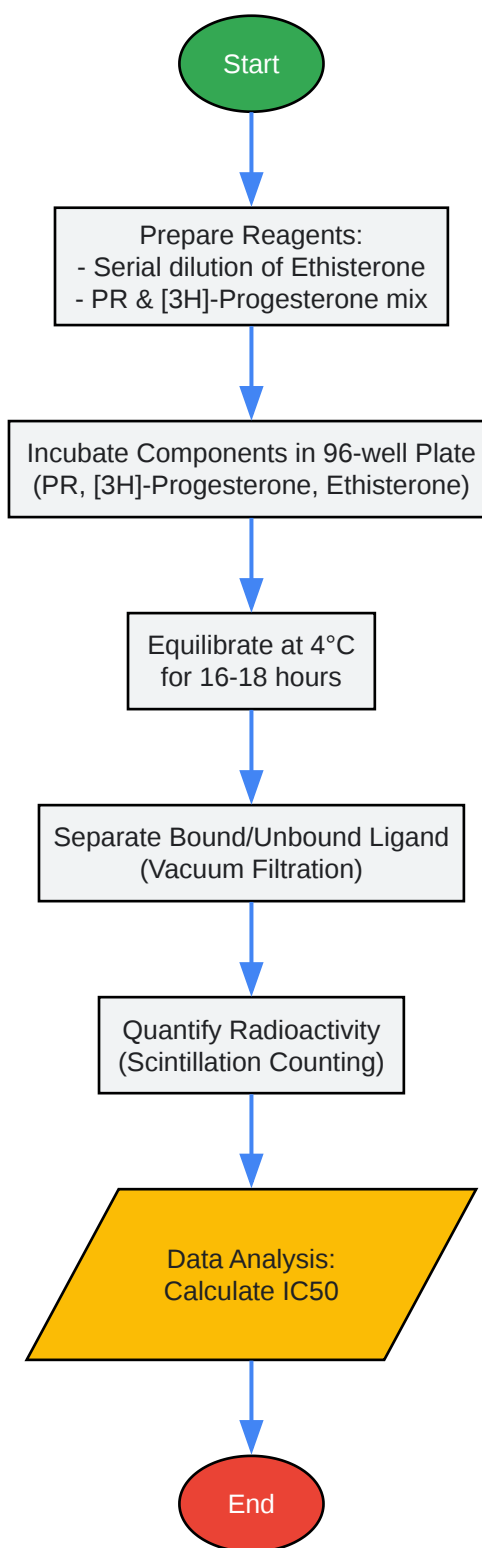 Start
Prepare Reagents:
- Serial dilution of Ethisterone
- PR & [3H]-Progesterone mix
Incubate Components in 96-well Plate
(PR, [3H]-Progesterone, Ethisterone)
Equilibrate at 4°C
for 16-18 hours
Separate Bound/Unbound Ligand
(Vacuum Filtration)
Quantify Radioactivity
(Scintillation Counting)
Data Analysis:
Calculate IC50
End